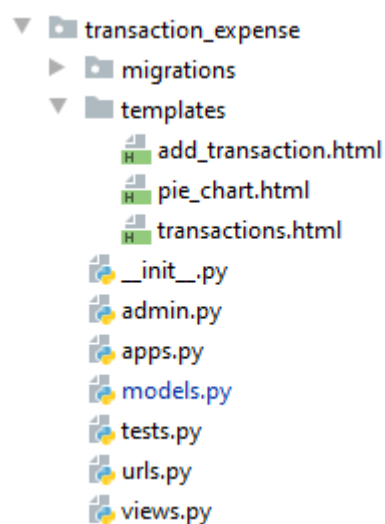 transaction_expense
migrations
templates
add_transaction.html
pie_chart.html
transactions.html
__init__.py
admin.py
apps.py
models.py
tests.py
urls.py
views.py